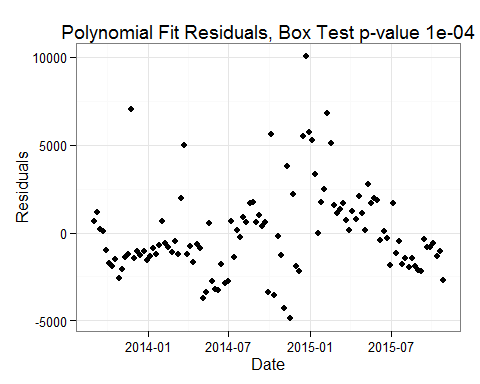 Polynomial Fit Residuals, Box Test p-value 1e-04
10000
5000
0
-5000
Residuals
2014-01 2014-07 2015-01 2015-07
Date